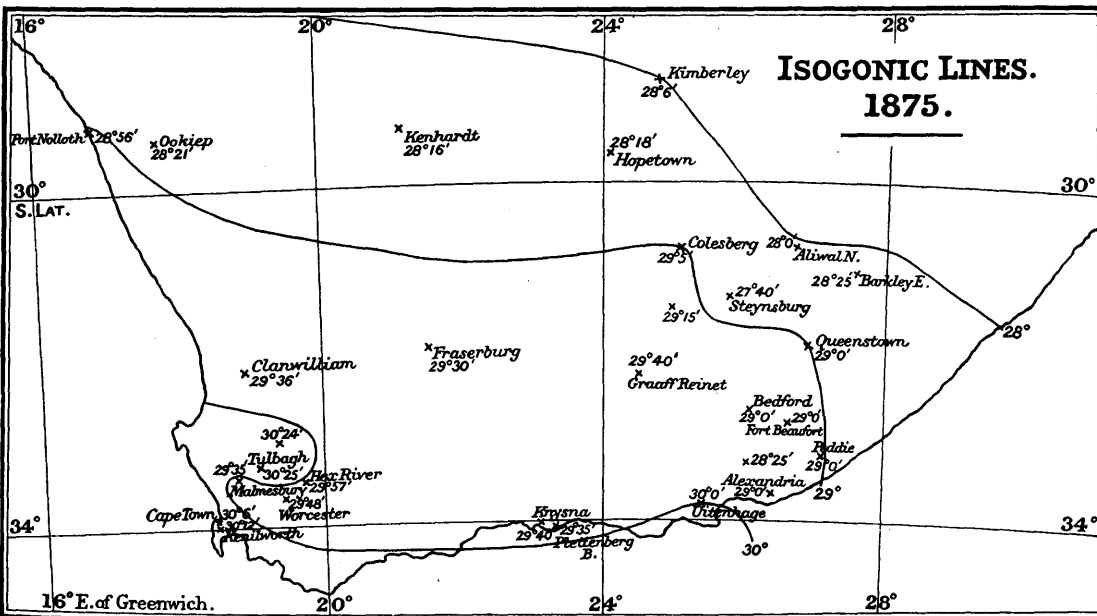 16°
20°
24°
28°
ISOGONIC LINES.
1875.
Kimberley
28°6'
Port Nolloth
28°56'
Ookiep
28°21'
Kenhardt
28°16'
28°18'
Hopetown
30°
30°
S. LAT.
Colesberg
29°5'
28°0'
Aliwal N.
28°25'
Barkley E.
27°40'
Steynsburg
29°15'
28°
Queenstown
29°0'
Clanwilliam
29°36'
Fraserburg
29°30'
29°40'
Graaff Reinet
Bedford
29°0'
29°0'
Fort Beaufort
30°24'
Tulbagh
30°25'
29°35'
Malmesbury
Hex River
29°57'
29°48'
Worcester
28°25'
Peddie
29°0'
Alexandria
29°0'
29°
30°0'
Uitenhage
Cape Town
30°6'
30°12'
Kenilworth
34°
Knysna
29°40'
29°35'
Plettenberg
B.
34°
30°
16° E. of Greenwich.
20°
24°
28°